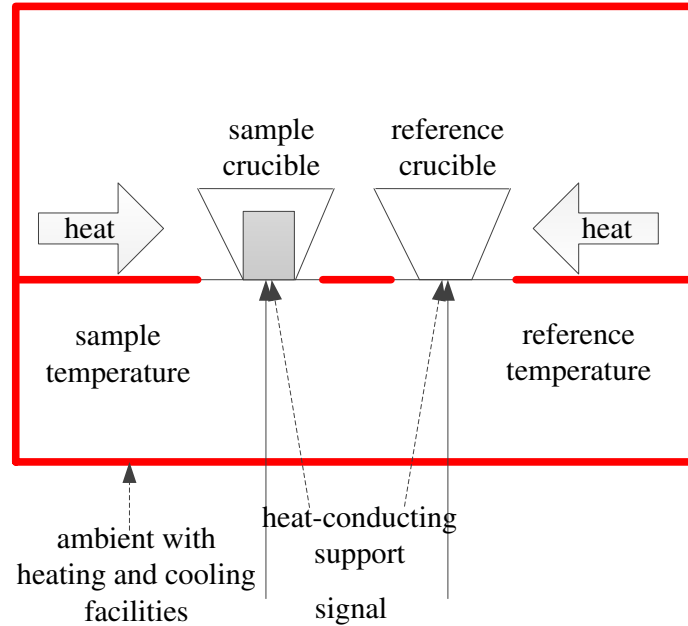 sample
crucible
reference
crucible
heat
heat
sample
temperature
reference
temperature
heat-conducting
support
ambient with
heating and cooling
facilities
signal